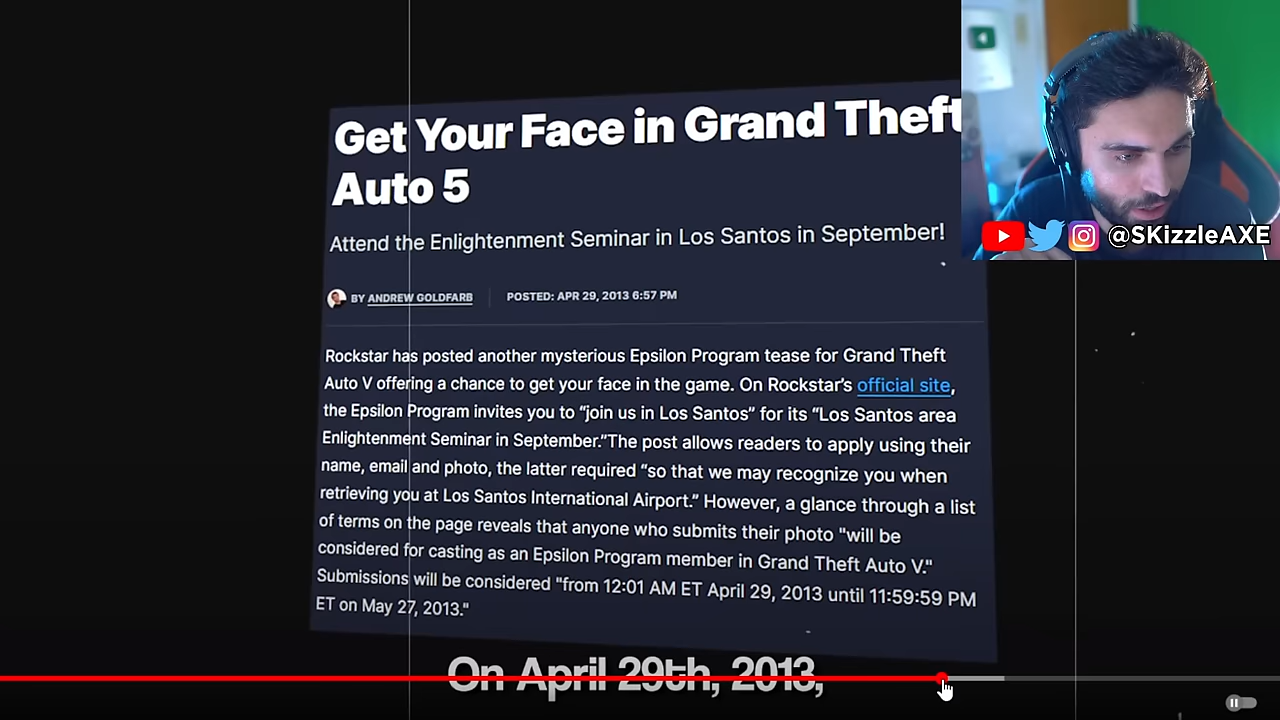 Get Your Face in Grand Theft
Auto 5
Attend the Enlightenment Seminar in Los Santos in September!
BY ANDREW GOLDFARB
POSTED: APR 29, 2013 6:57 PM
@SKizzleAXE
Rockstar has posted another mysterious Epsilon Program tease for Grand Theft
Auto V offering a chance to get your face in the game. On Rockstar's official site,
the Epsilon Program invites you to “join us in Los Santos” for its “Los Santos area
Enlightenment Seminar in September.”The post allows readers to apply using their
name, email and photo, the latter required “so that we may recognize you when
retrieving you at Los Santos International Airport.” However, a glance through a list
of terms on the page reveals that anyone who submits their photo "will be
considered for casting as an Epsilon Program member in Grand Theft Auto V."
Submissions will be considered "from 12:01 AM ET April 29, 2013 until 11:59:59 PM
ET on May 27, 2013."
On April 29th, 2013,